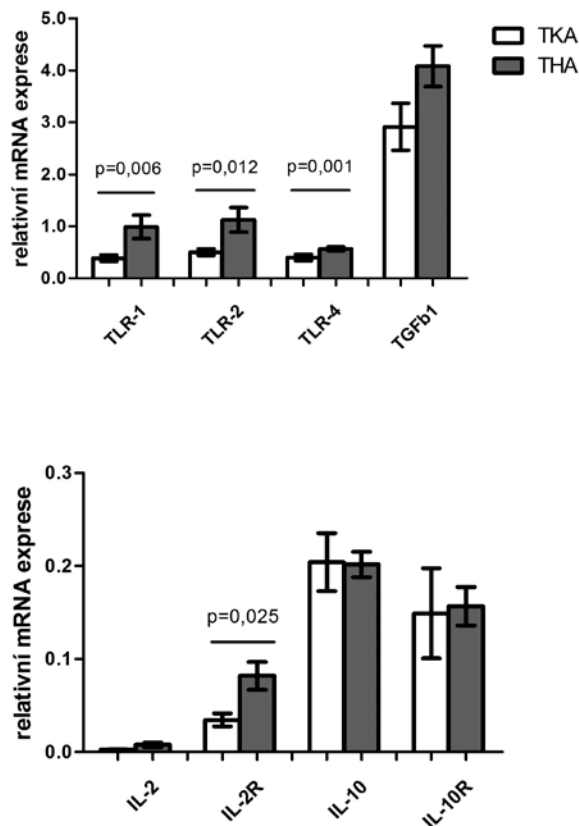 relativní mRNA exprese
5.0
4.0
3.0
2.0
1.0
0.0
p=0,006
p=0,012
p=0,001
TLR-1
TLR-2
TLR-4
TGFb1
TKA
THA
relativní mRNA exprese
0.3
0.2
0.1
0.0
p=0,025
IL-2
IL-2R
IL-10
IL-10R